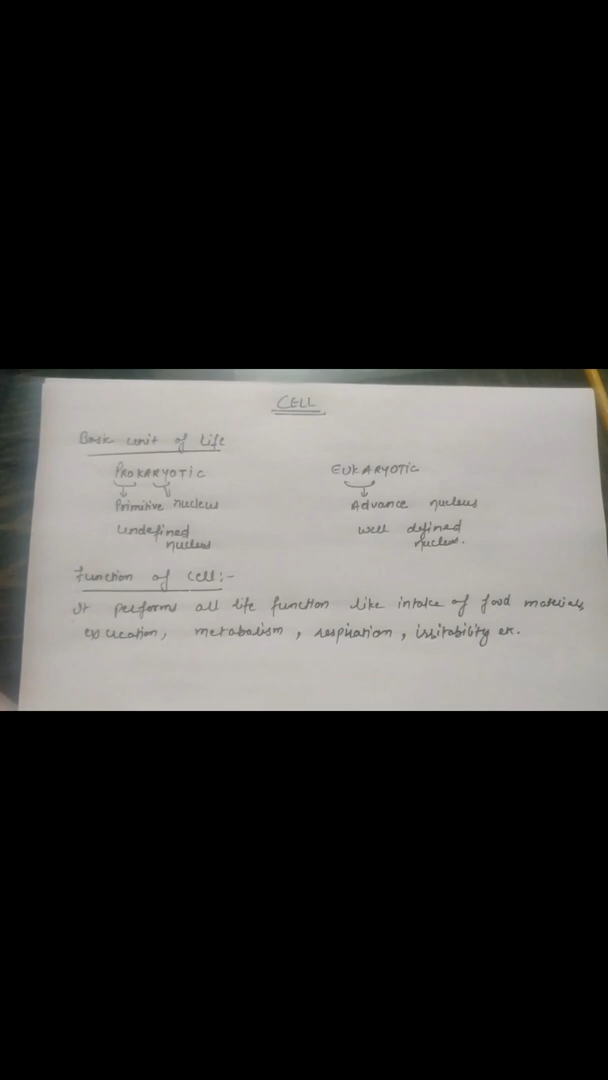 CELL
Basic unit of life
PROKARYOTIC EUKARYOTIC
Primitive nucleus Advance nucleus
undefined well defined
nucleus nucleus.
Function of cell:-
It performs all life function like intake of food materials,
excreation, metabolism, respiration, irritability etc.